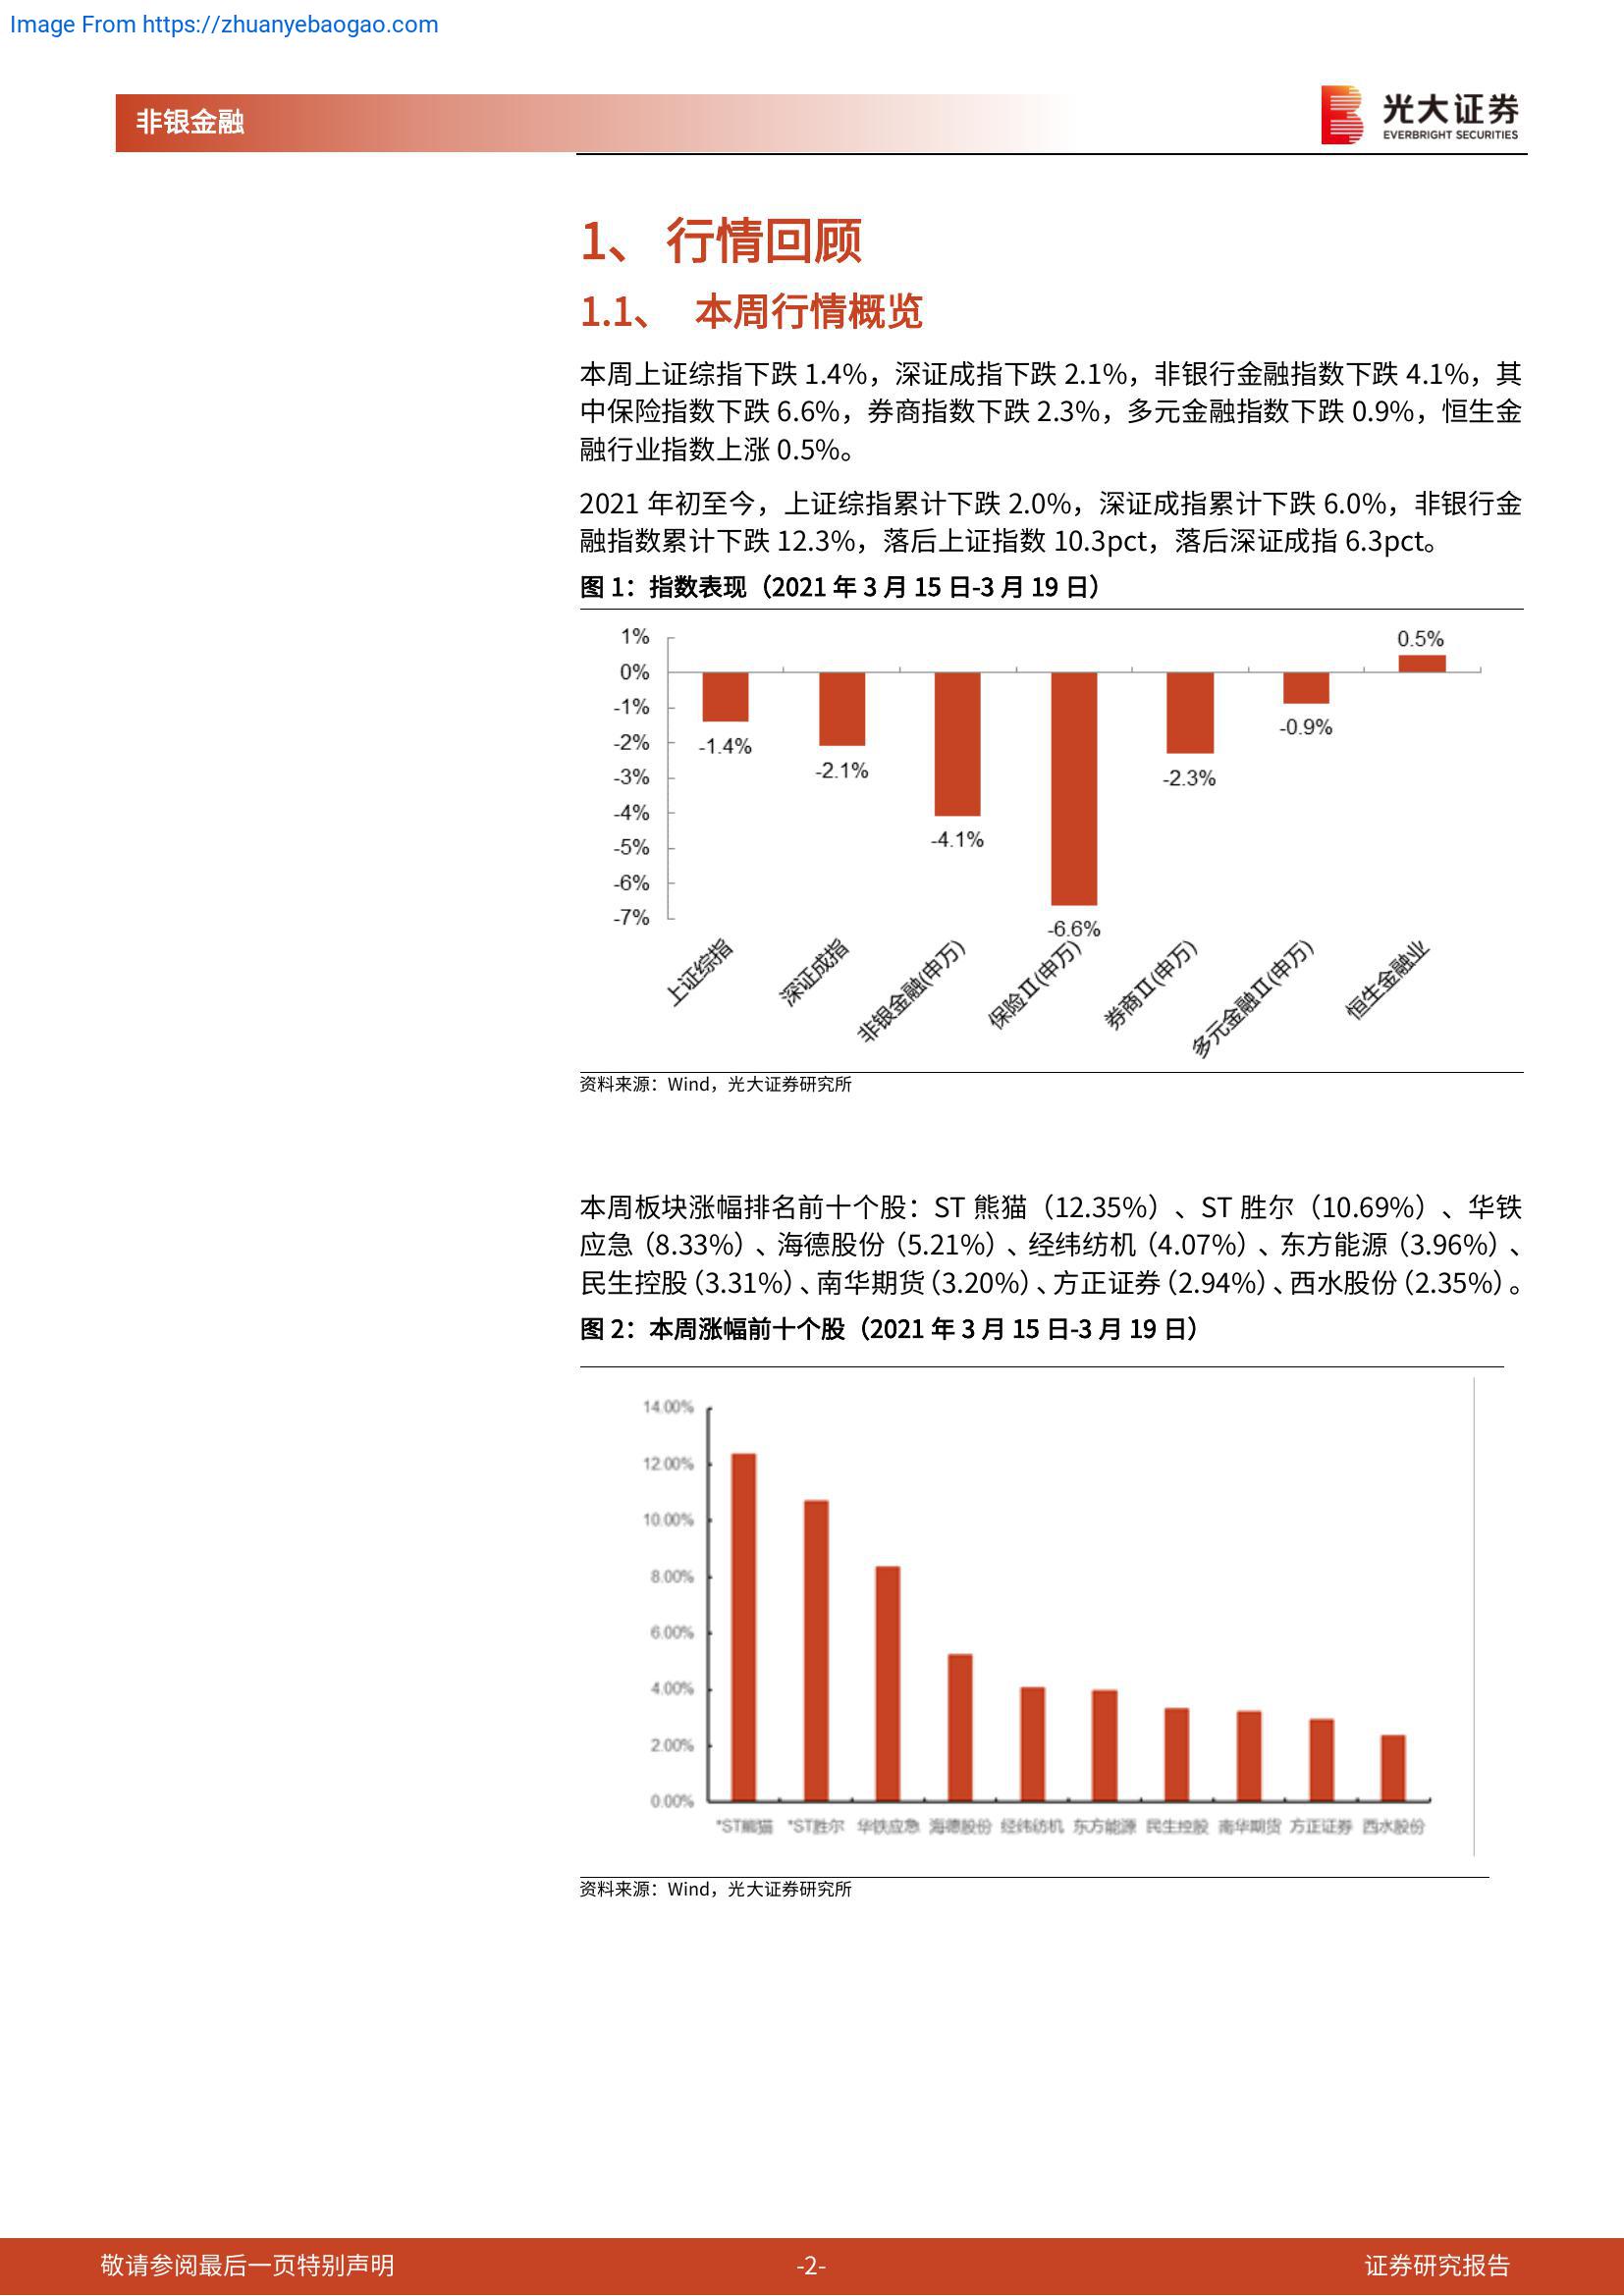 Image From https://zhuanyebaogao.com
非银金融
光大证券
EVERBRIGHT SECURITIES
1、 行情回顾
1.1、 本周行情概览
本周上证综指下跌 1.4%，深证成指下跌 2.1%，非银行金融指数下跌 4.1%，其
中保险指数下跌 6.6%，券商指数下跌 2.3%，多元金融指数下跌 0.9%，恒生金
融行业指数上涨 0.5%。
2021 年初至今，上证综指累计下跌 2.0%，深证成指累计下跌 6.0%，非银行金
融指数累计下跌 12.3%，落后上证指数 10.3pct，落后深证成指 6.3pct。
图 1：指数表现（2021 年 3 月 15 日-3 月 19 日）
1%
0%
-1%
-2%
-3%
-4%
-5%
-6%
-7%
-1.4%
-2.1%
-4.1%
-6.6%
-2.3%
-0.9%
0.5%
上证综指
深证成指
非银金融(申万)
保险Ⅱ(申万)
券商Ⅱ(申万)
多元金融Ⅱ(申万)
恒生金融业
资料来源：Wind，光大证券研究所
本周板块涨幅排名前十个股：ST 熊猫（12.35%）、ST 胜尔（10.69%）、华铁
应急（8.33%）、海德股份（5.21%）、经纬纺机（4.07%）、东方能源（3.96%）、
民生控股（3.31%）、南华期货（3.20%）、方正证券（2.94%）、西水股份（2.35%）。
图 2：本周涨幅前十个股（2021 年 3 月 15 日-3 月 19 日）
14.00%
12.00%
10.00%
8.00%
6.00%
4.00%
2.00%
0.00%
*ST熊猫 *ST胜尔 华铁应急 海德股份 经纬纺机 东方能源 民生控股 南华期货 方正证券 西水股份
资料来源：Wind，光大证券研究所
敬请参阅最后一页特别声明
-2-
证券研究报告